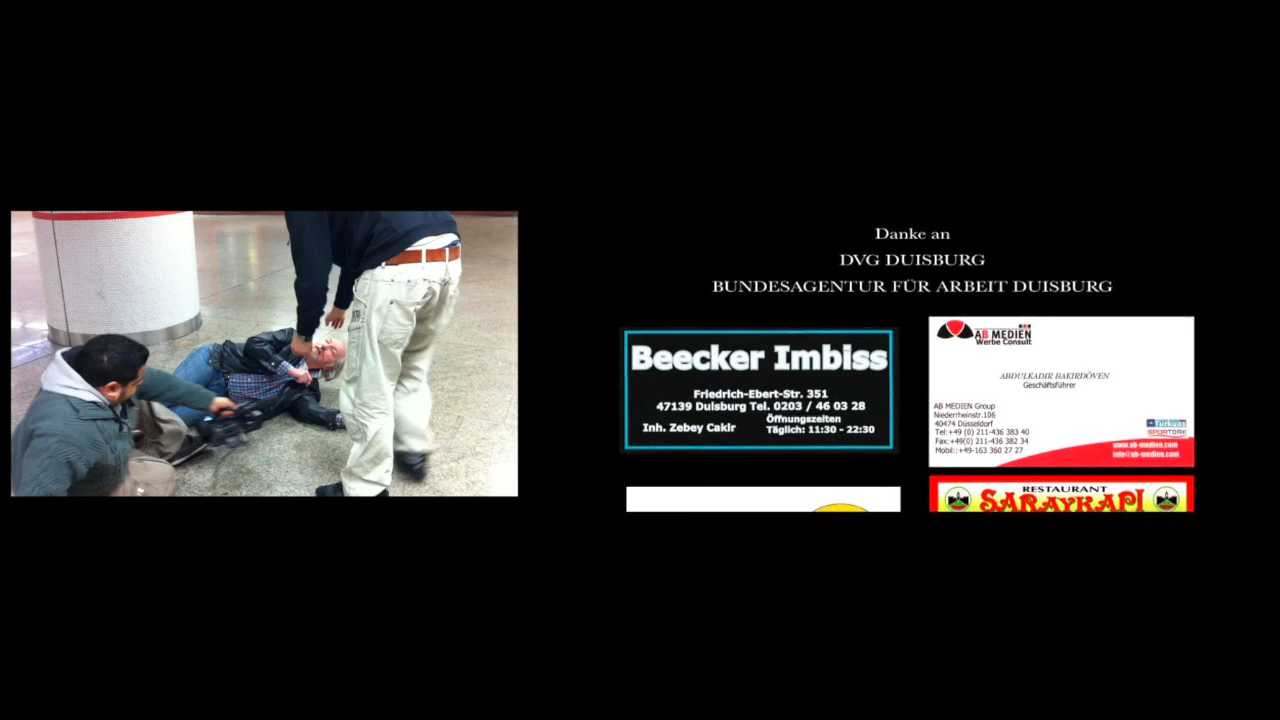 Danke an
DVG DUISBURG
BUNDESAGENTUR FÜR ARBEIT DUISBURG
Beecker Imbiss
Friedrich-Ebert-Str. 351
47139 Duisburg Tel. 0203 / 46 03 28
Inh. Zebey Cakir
Öffnungszeiten
Täglich: 11:30 - 22:30
AB MEDIEN
Werbe Consult
ABDULKADIR BAKIRDÖVEN
Geschäftsführer
AB MEDIEN Group
Niederrheinstr.106
40474 Düsseldorf
Tel:+49 (0) 211-436 383 40
Fax:+49(0) 211-436 382 34
Mobil::+49-163 360 27 27
Türkuaz
SPORTÖRK
www.ab-medien.com
info@ab-medien.com
RESTAURANT
SARAYKAPI